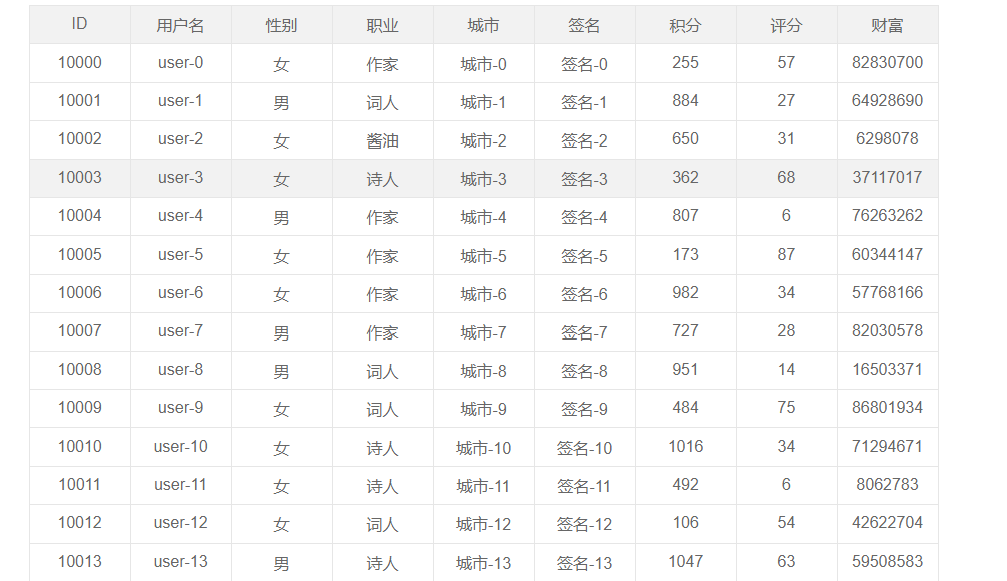 ID 用户名 性别 职业 城市 签名 积分 评分 财富
10000 user-0 女 作家 城市-0 签名-0 255 57 82830700
10001 user-1 男 词人 城市-1 签名-1 884 27 64928690
10002 user-2 女 酱油 城市-2 签名-2 650 31 6298078
10003 user-3 女 诗人 城市-3 签名-3 362 68 37117017
10004 user-4 男 作家 城市-4 签名-4 807 6 76263262
10005 user-5 女 作家 城市-5 签名-5 173 87 60344147
10006 user-6 女 作家 城市-6 签名-6 982 34 57768166
10007 user-7 男 作家 城市-7 签名-7 727 28 82030578
10008 user-8 男 词人 城市-8 签名-8 951 14 16503371
10009 user-9 女 词人 城市-9 签名-9 484 75 86801934
10010 user-10 女 诗人 城市-10 签名-10 1016 34 71294671
10011 user-11 女 诗人 城市-11 签名-11 492 6 8062783
10012 user-12 女 词人 城市-12 签名-12 106 54 42622704
10013 user-13 男 诗人 城市-13 签名-13 1047 63 59508583